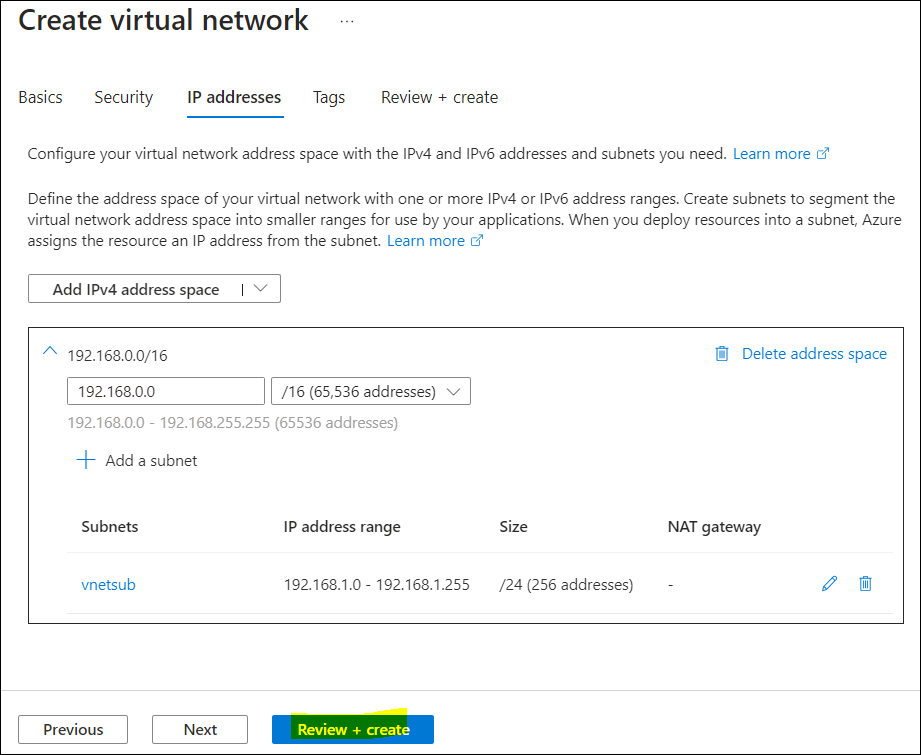 Create virtual network ...
Basics Security IP addresses Tags Review + create
Configure your virtual network address space with the IPv4 and IPv6 addresses and subnets you need. Learn more
Define the address space of your virtual network with one or more IPv4 or IPv6 address ranges. Create subnets to segment the
virtual network address space into smaller ranges for use by your applications. When you deploy resources into a subnet, Azure
assigns the resource an IP address from the subnet. Learn more
Add IPv4 address space |
192.168.0.0/16 Delete address space
192.168.0.0 /16 (65,536 addresses)
192.168.0.0 - 192.168.255.255 (65536 addresses)
+ Add a subnet
Subnets IP address range Size NAT gateway
vnetsub 192.168.1.0 - 192.168.1.255 /24 (256 addresses) -
Previous Next Review + create